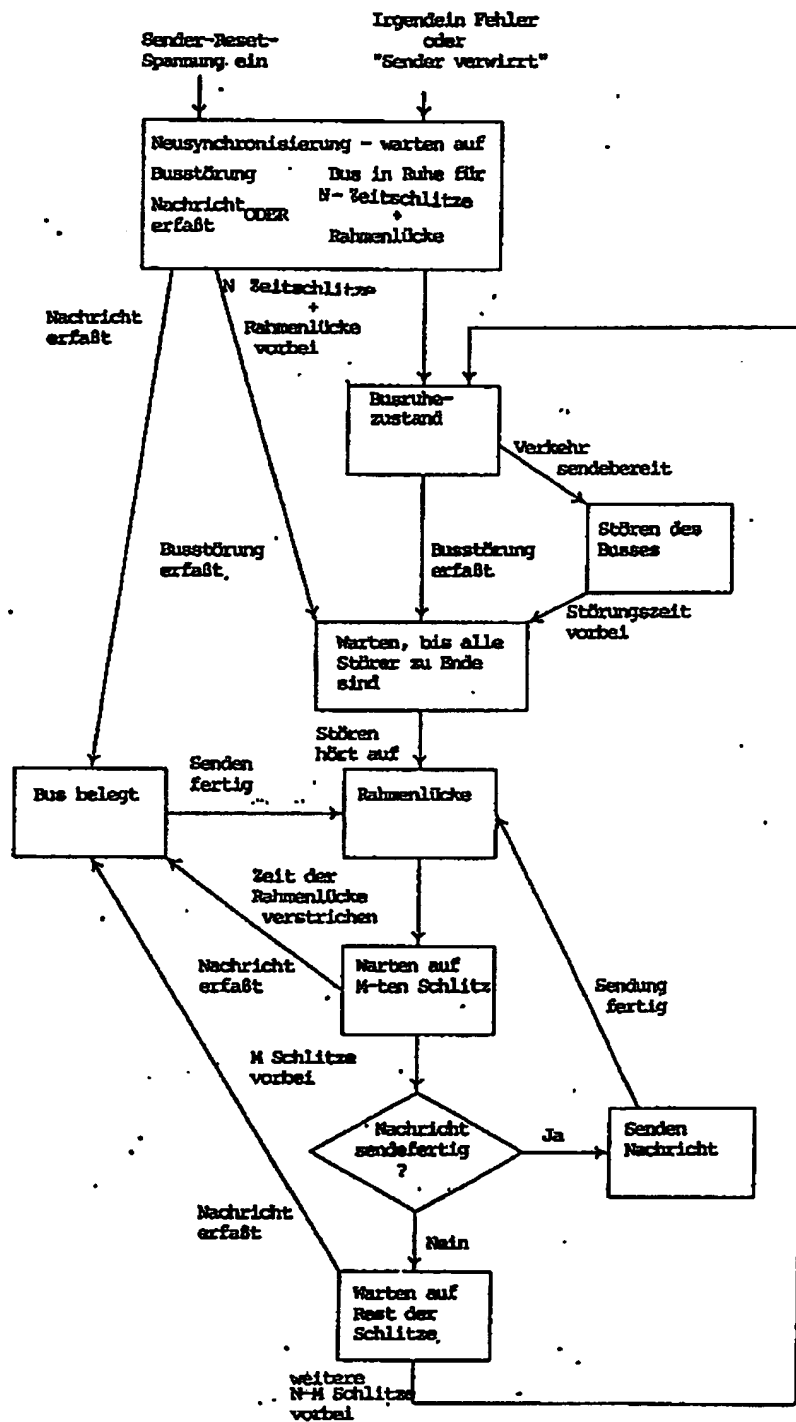 Sender-Reset-
Spannung ein
Irgendein Fehler
oder
"Sender verwirrt"
Neusynchronisierung - warten auf
Busstörung
Nachricht
erfaßt
ODER
Bus in Ruhe für
N- Zeitschlitze
+
Rahmenlücke
Nachricht
erfaßt
N Zeitschlitze
+
Rahmenlücke
vorbei
Busruhe-
zustand
Verkehr
sendebereit
Stören des
Busses
Busstörung
erfaßt
Busstörung
erfaßt
Störungszeit
vorbei
Warten, bis alle
Störer zu Ende
sind
Stören
hört auf
Bus belegt
Senden
fertig
Rahmenlücke
Zeit der
Rahmenlücke
verstrichen
Nachricht
erfaßt
Warten auf
M-ten Schlitz
Sendung
fertig
M Schlitze
vorbei
Nachricht
sendefertig
?
Ja
Senden
Nachricht
Nachricht
erfaßt
Nein
Warten auf
Rest der
Schlitze
weitere
N-M Schlitze
vorbei